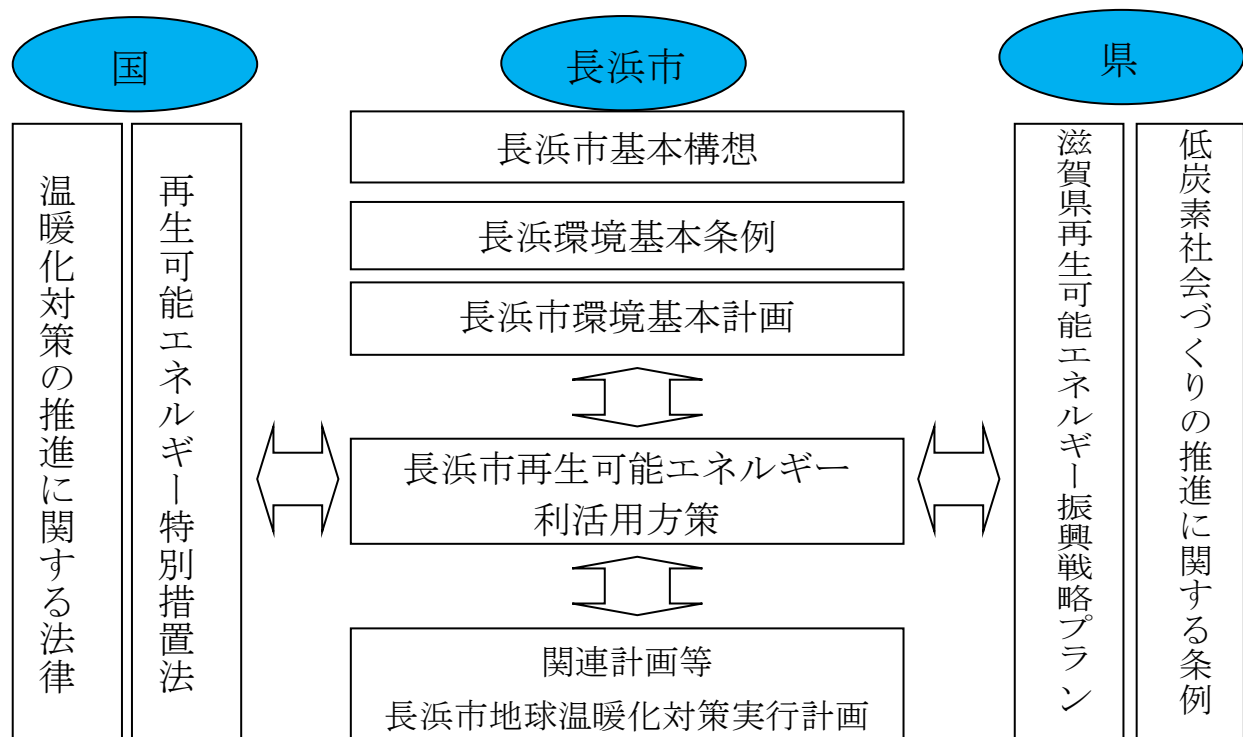 国
長浜市
県
温暖化対策の推進に関する法律
再生可能エネルギー特別措置法
長浜市基本構想
長浜環境基本条例
長浜市環境基本計画
長浜市再生可能エネルギー
利活用方策
関連計画等
長浜市地球温暖化対策実行計画
滋賀県再生可能エネルギー振興戦略プラン
低炭素社会づくりの推進に関する条例